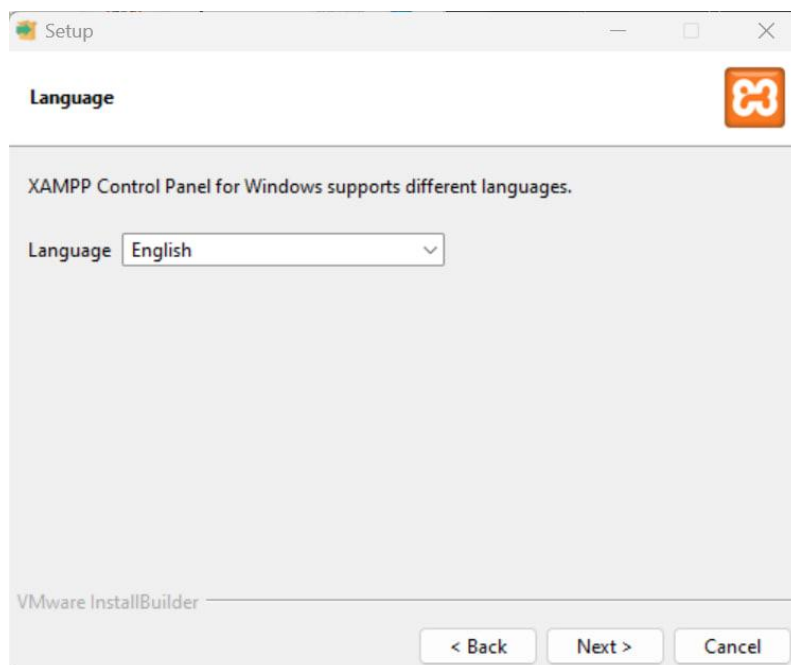 Setup
Language
XAMPP Control Panel for Windows supports different languages.
Language English
VMware InstallBuilder
< Back Next > Cancel